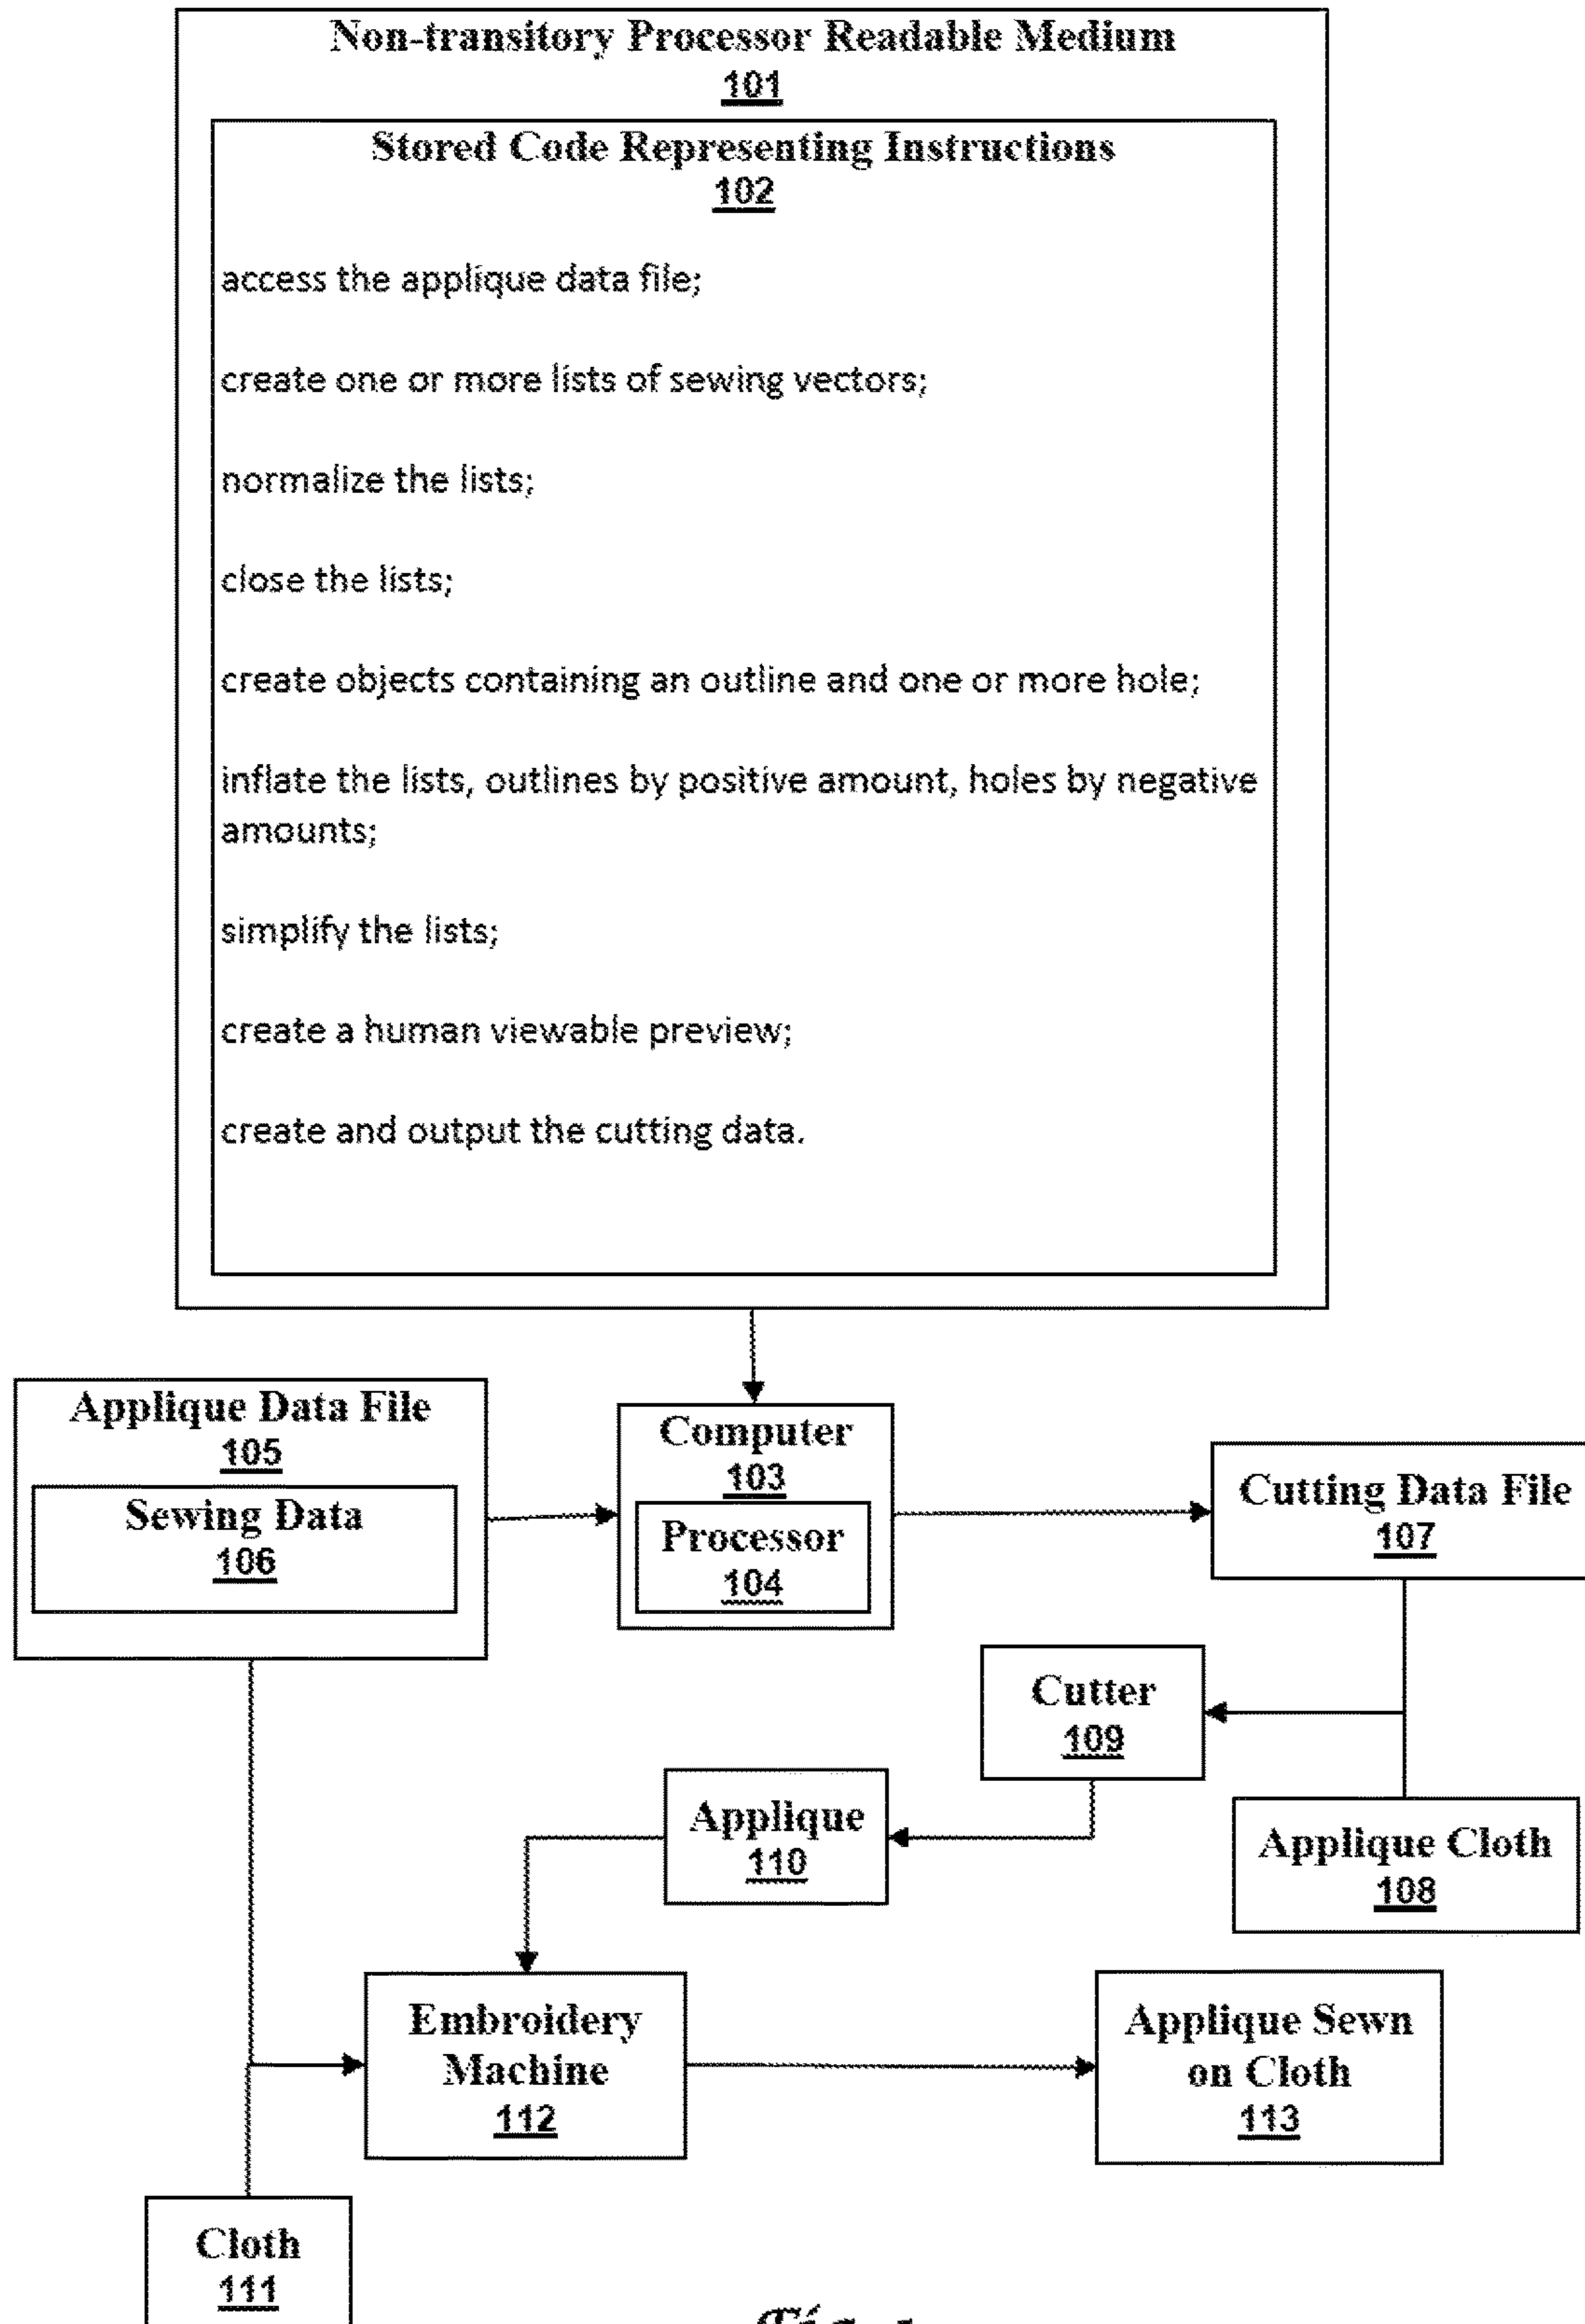 Non-transitory Processor Readable Medium
101
Stored Code Representing Instructions
102
access the applique data file;
create one or more lists of sewing vectors;
normalize the lists;
close the lists;
create objects containing an outline and one or more hole;
inflate the lists, outlines by positive amount, holes by negative
amounts;
simplify the lists;
create a human viewable preview;
create and output the cutting data.
Applique Data File
105
Sewing Data
106
Computer
103
Processor
104
Cutting Data File
107
Cutter
109
Applique
110
Applique Cloth
108
Embroidery
Machine
112
Applique Sewn
on Cloth
113
Cloth
111